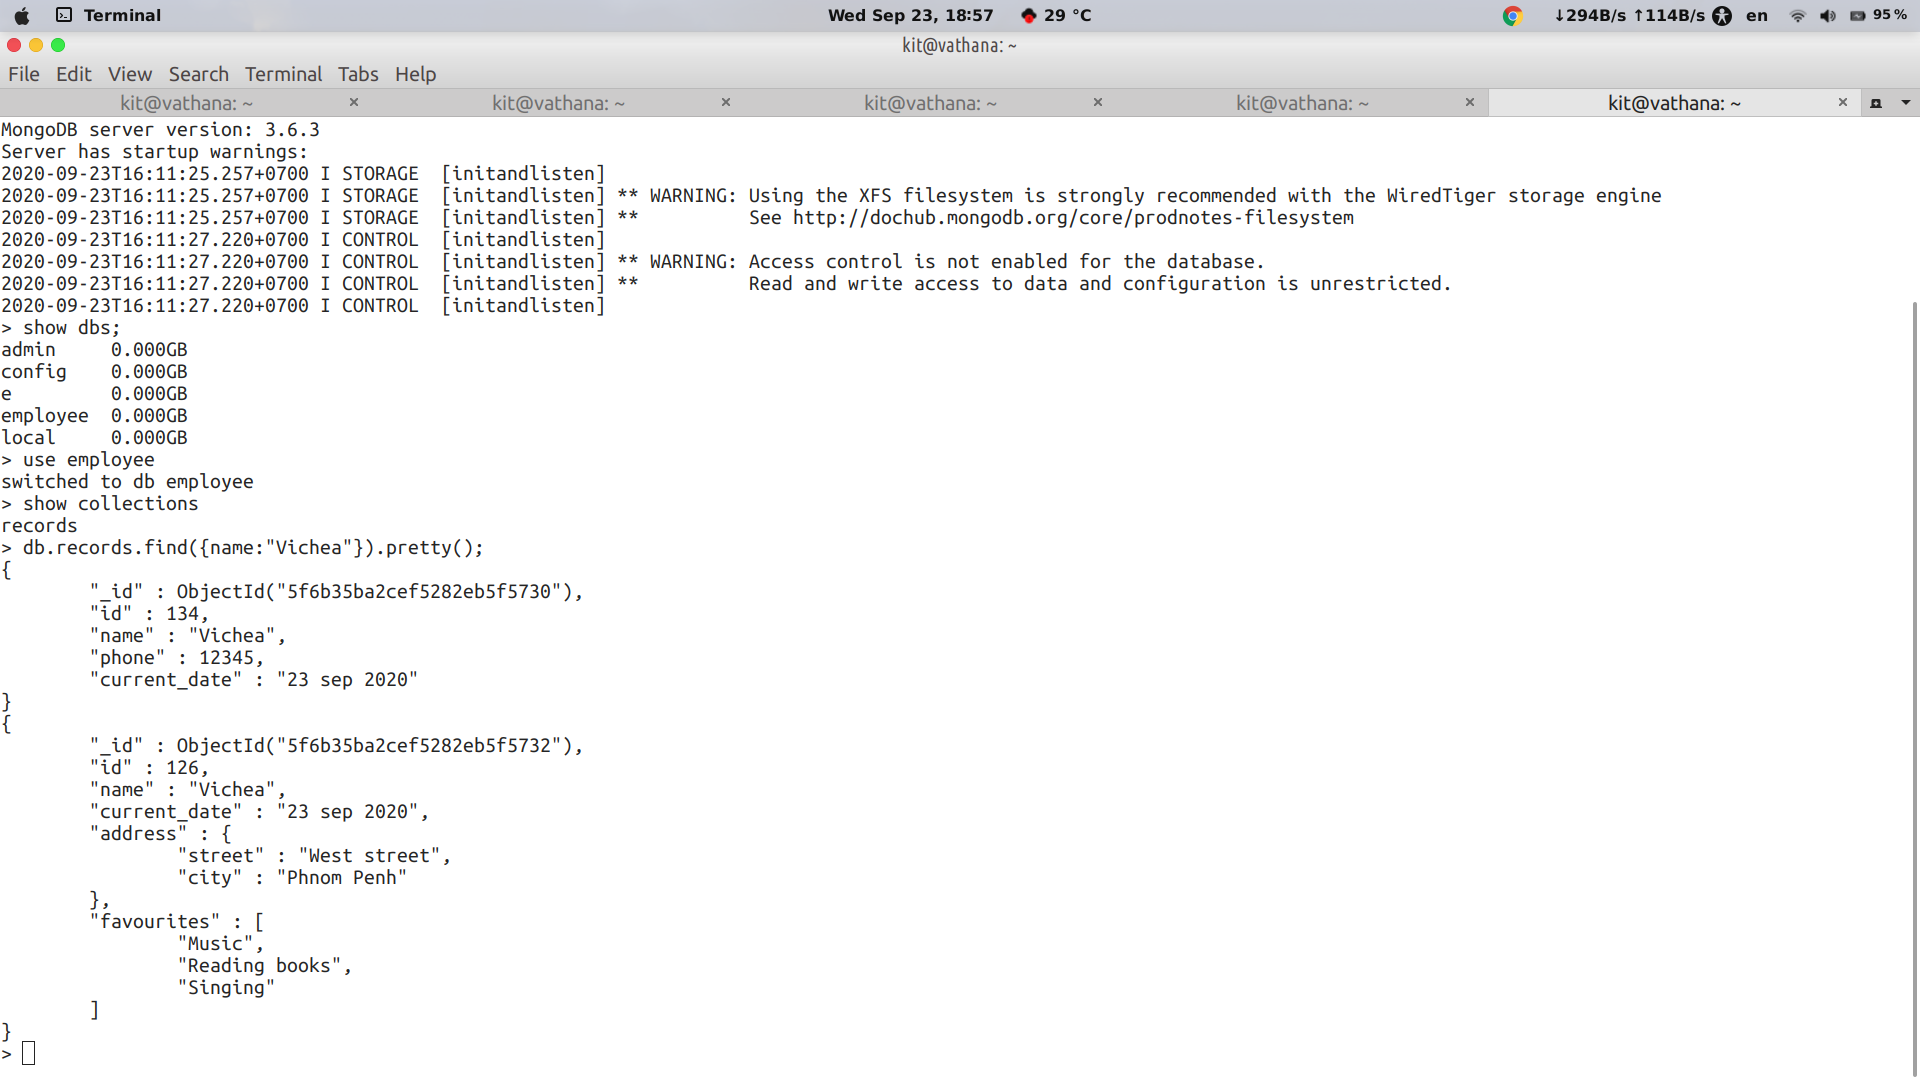 Terminal
Wed Sep 23, 18:57 29 °C
↓294B/s ↑114B/s en 95 %
kit@vathana: ~
File Edit View Search Terminal Tabs Help
kit@vathana: ~ × kit@vathana: ~ × kit@vathana: ~ × kit@vathana: ~ × kit@vathana: ~ ×
MongoDB server version: 3.6.3
Server has startup warnings:
2020-09-23T16:11:25.257+0700 I STORAGE  [initandlisten]
2020-09-23T16:11:25.257+0700 I STORAGE  [initandlisten] ** WARNING: Using the XFS filesystem is strongly recommended with the WiredTiger storage engine
2020-09-23T16:11:25.257+0700 I STORAGE  [initandlisten] **          See http://dochub.mongodb.org/core/prodnotes-filesystem
2020-09-23T16:11:27.220+0700 I CONTROL  [initandlisten]
2020-09-23T16:11:27.220+0700 I CONTROL  [initandlisten] ** WARNING: Access control is not enabled for the database.
2020-09-23T16:11:27.220+0700 I CONTROL  [initandlisten] **          Read and write access to data and configuration is unrestricted.
2020-09-23T16:11:27.220+0700 I CONTROL  [initandlisten]
> show dbs;
admin     0.000GB
config    0.000GB
e         0.000GB
employee  0.000GB
local     0.000GB
> use employee
switched to db employee
> show collections
records
> db.records.find({name:"Vichea"}).pretty();
{
        "_id" : ObjectId("5f6b35ba2cef5282eb5f5730"),
        "id" : 134,
        "name" : "Vichea",
        "phone" : 12345,
        "current_date" : "23 sep 2020"
}
{
        "_id" : ObjectId("5f6b35ba2cef5282eb5f5732"),
        "id" : 126,
        "name" : "Vichea",
        "current_date" : "23 sep 2020",
        "address" : {
                "street" : "West street",
                "city" : "Phnom Penh"
        },
        "favourites" : [
                "Music",
                "Reading books",
                "Singing"
        ]
}
>